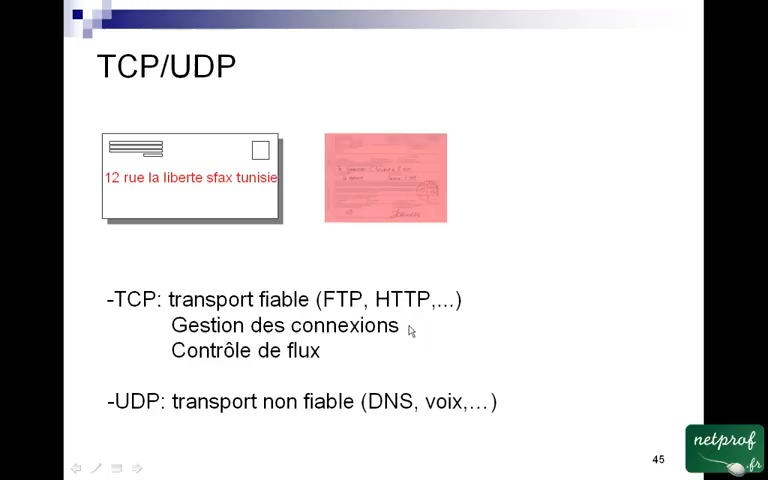 TCP/UDP
12 rue la liberte sfax tunisie
-TCP: transport fiable (FTP, HTTP,...)
Gestion des connexions
Contrôle de flux
-UDP: transport non fiable (DNS, voix,…)
45
netprof
.fr